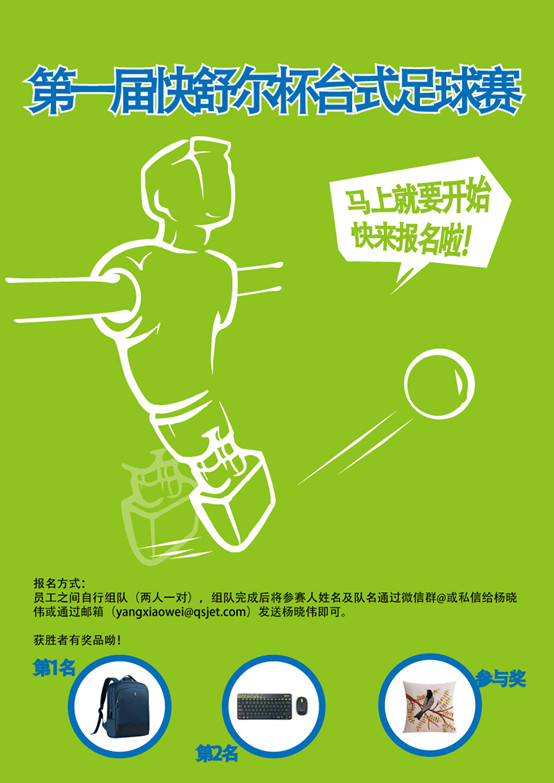 第一届快舒尔杯台式足球赛
马上就要开始
快来报名啦！
报名方式：
员工之间自行组队（两人一对），组队完成后将参赛人姓名及队名通过微信群@或私信给杨晓
伟或通过邮箱（yangxiaowei@qsjet.com）发送杨晓伟即可。
获胜者有奖品呦！
第1名
参与奖
第2名